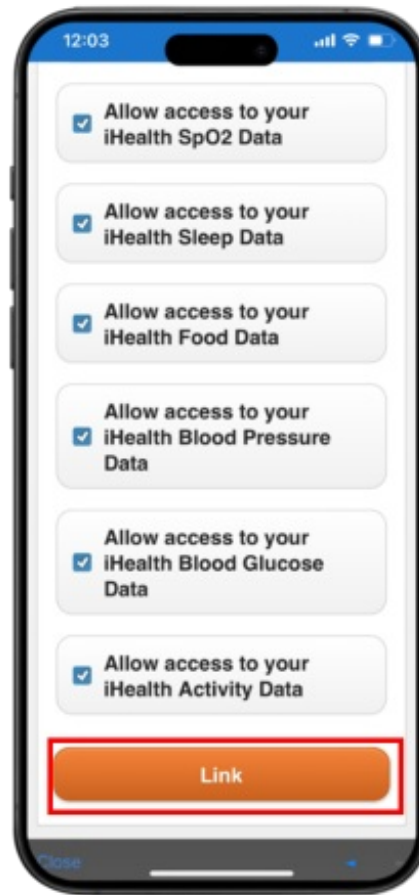 12:03
Allow access to your
iHealth SpO2 Data
Allow access to your
iHealth Sleep Data
Allow access to your
iHealth Food Data
Allow access to your
iHealth Blood Pressure
Data
Allow access to your
iHealth Blood Glucose
Data
Allow access to your
iHealth Activity Data
Link
Close